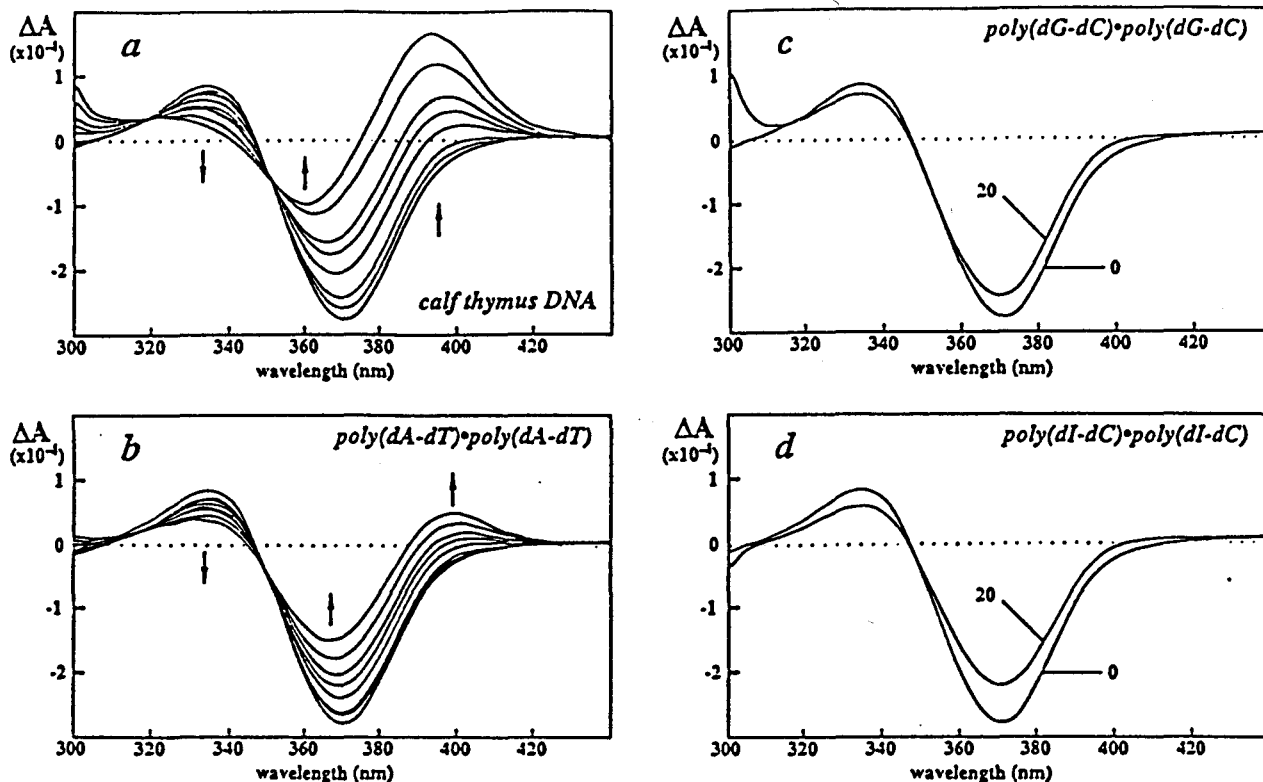 ΔA
(x10⁻⁴)
a
1
0
-1
-2
calf thymus DNA
300 320 340 360 380 400 420
wavelength (nm)
ΔA
(x10⁻⁴)
c
poly(dG-dC)•poly(dG-dC)
1
0
-1
-2
20
0
300 320 340 360 380 400 420
wavelength (nm)
ΔA
(x10⁻⁴)
b
poly(dA-dT)•poly(dA-dT)
1
0
-1
-2
300 320 340 360 380 400 420
wavelength (nm)
ΔA
(x10⁻⁴)
d
poly(dI-dC)•poly(dI-dC)
1
0
-1
-2
20
0
300 320 340 360 380 400 420
wavelength (nm)